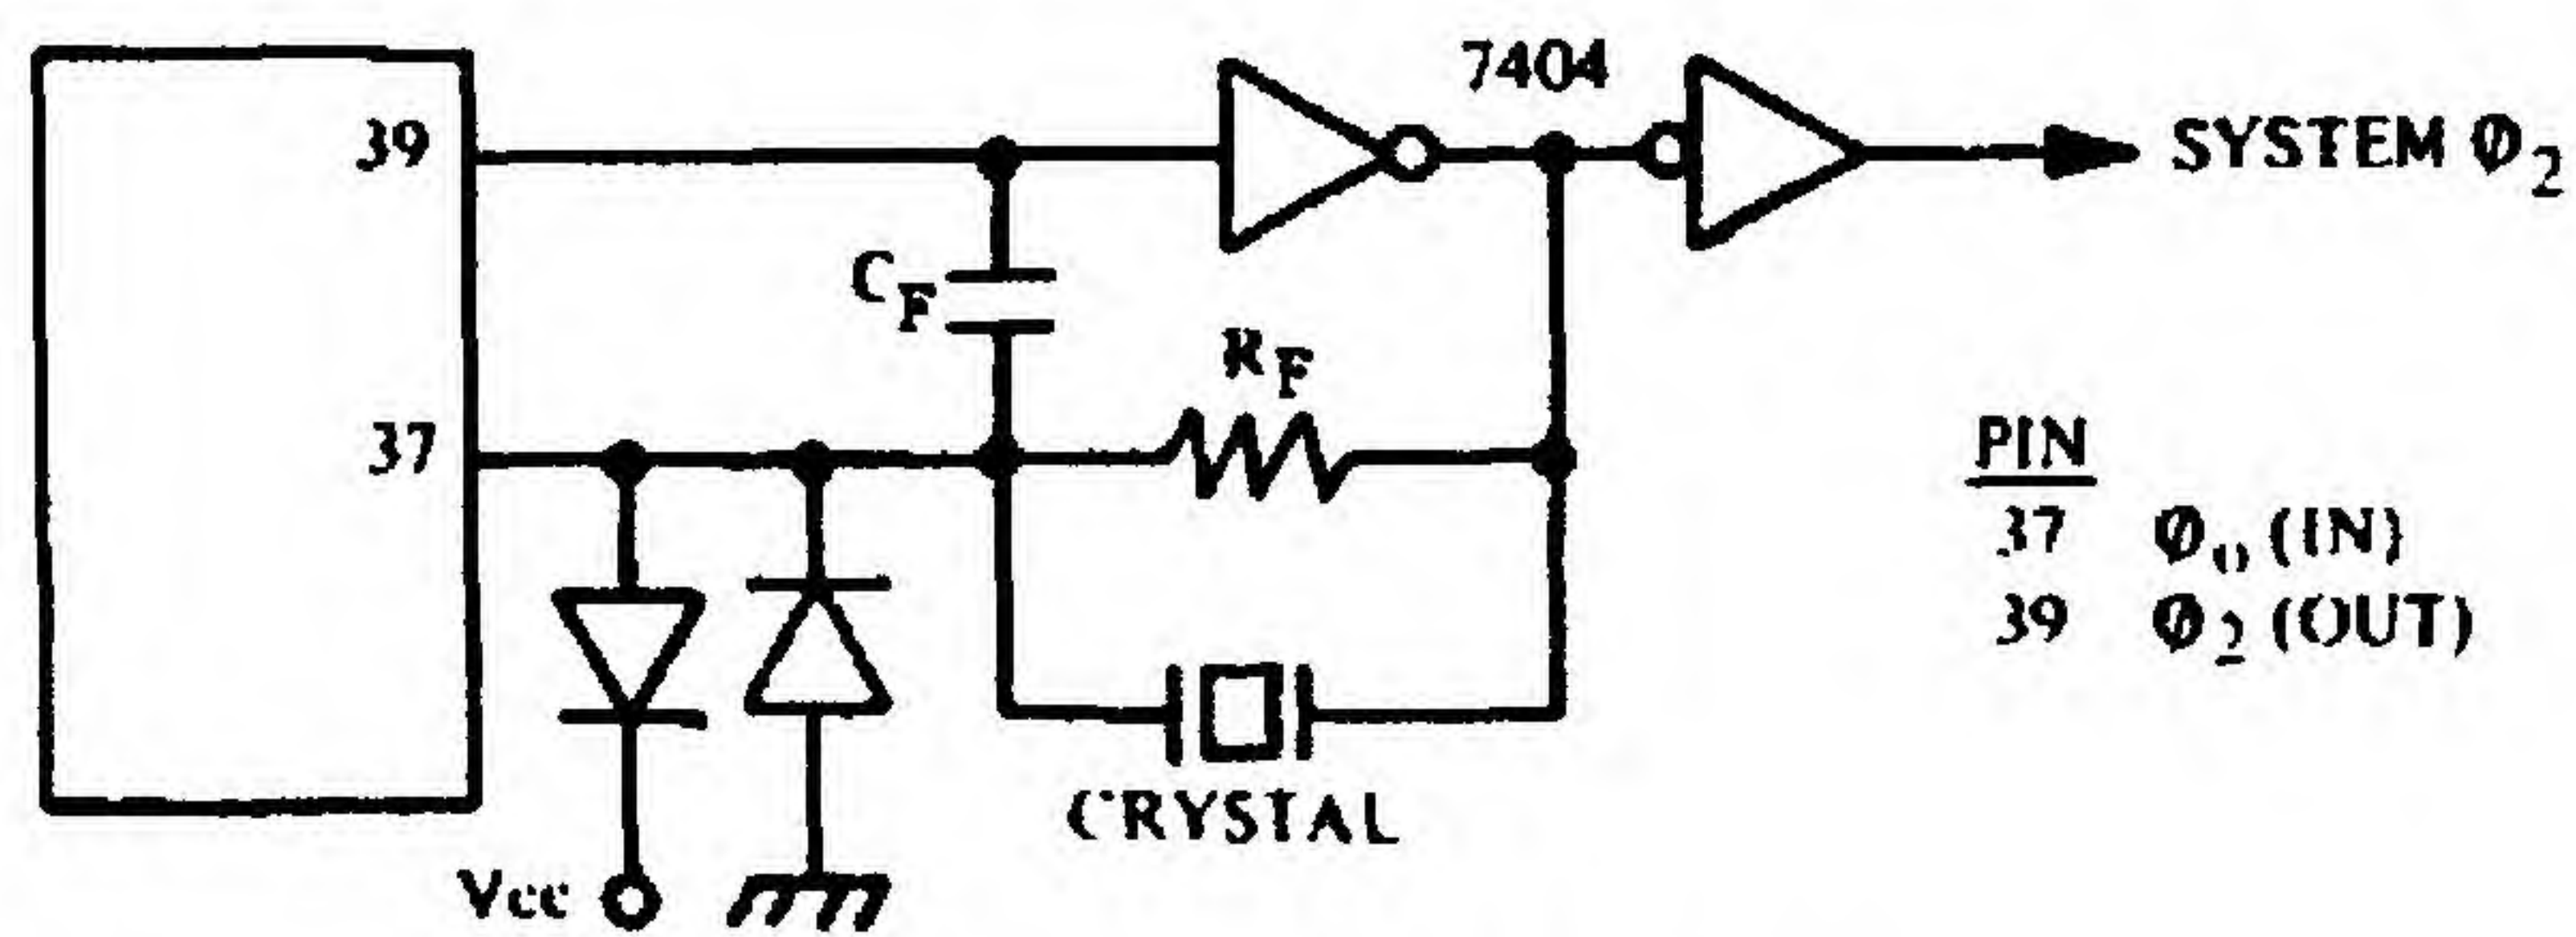 7404
39
SYSTEM Ø2
CF
RF
37
PIN
37 Ø0 (IN)
39 Ø2 (OUT)
CRYSTAL
Vcc